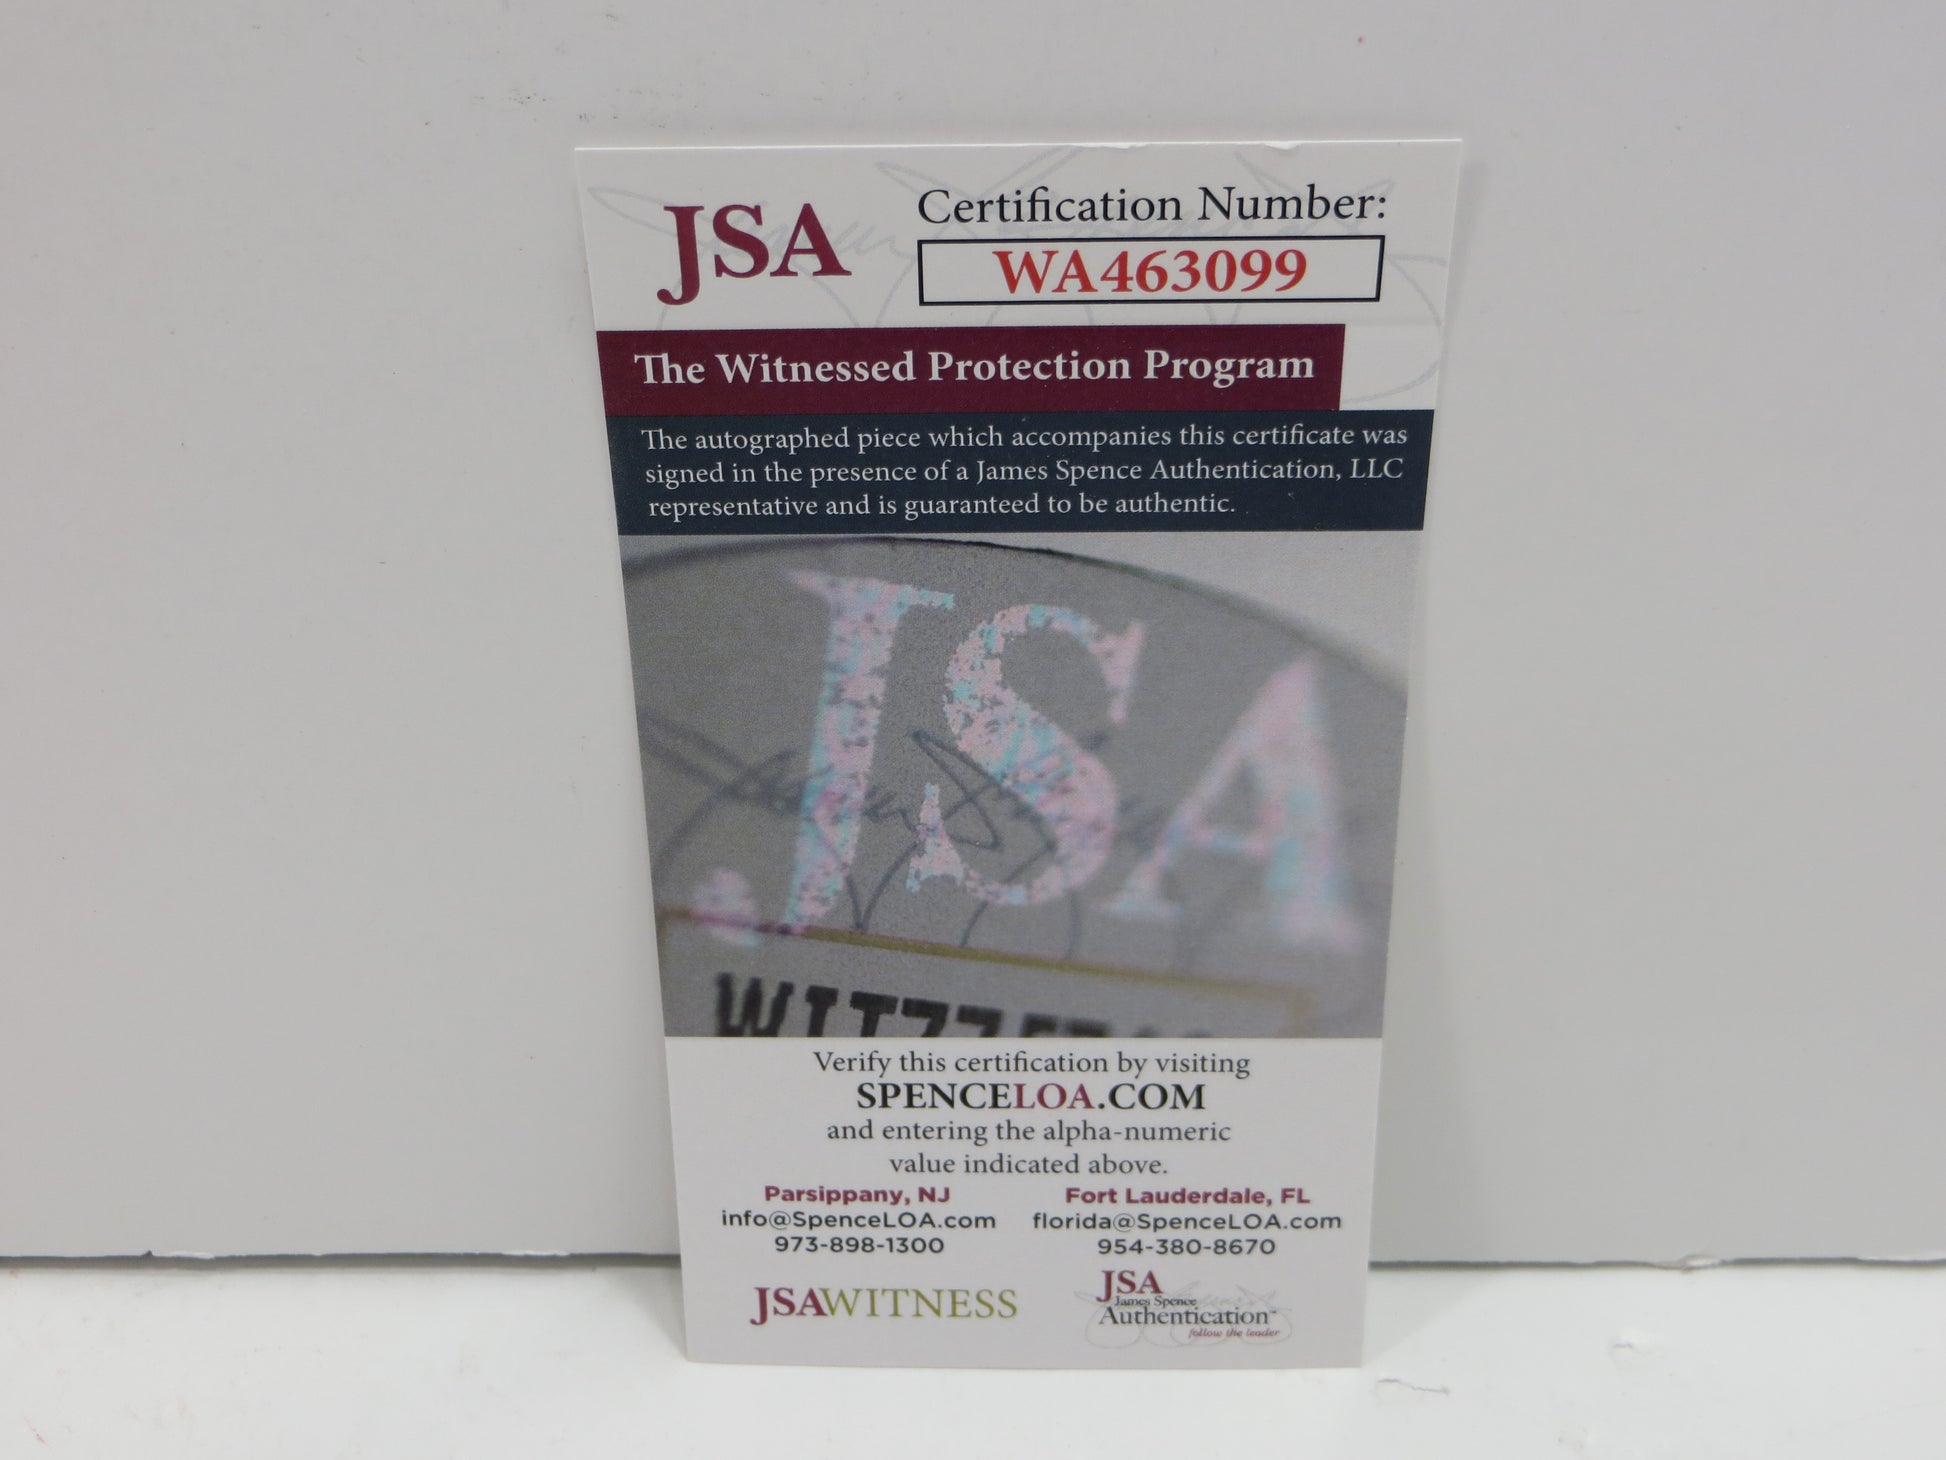 JSA
Certification Number:
WA463099
The Witnessed Protection Program
The autographed piece which accompanies this certificate was
signed in the presence of a James Spence Authentication, LLC
representative and is guaranteed to be authentic.
JSA
Verify this certification by visiting
SPENCELOA.COM
and entering the alpha-numeric
value indicated above.
Parsippany, NJ
info@SpenceLOA.com
973-898-1300
Fort Lauderdale, FL
florida@SpenceLOA.com
954-380-8670
JSAWITNESS
JSA
James Spence
Authentication™
follow the leader